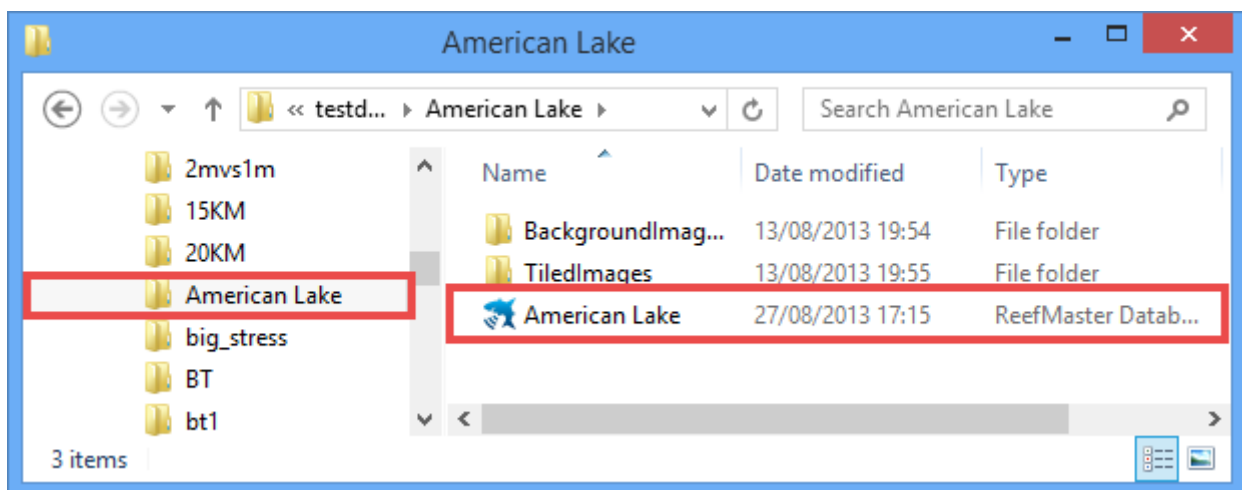 American Lake
« testd... American Lake
Search American Lake
2mvs1m
15KM
20KM
American Lake
big_stress
BT
bt1
Name Date modified Type
BackgroundImag... 13/08/2013 19:54 File folder
TiledImages 13/08/2013 19:55 File folder
American Lake 27/08/2013 17:15 ReefMaster Datab...
3 items